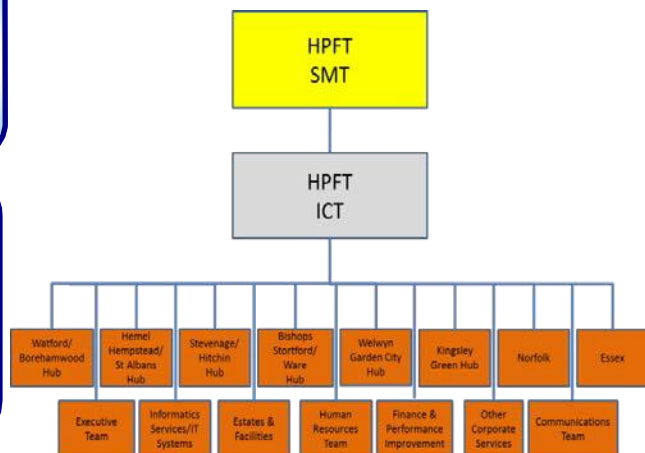 HPFT
SMT
HPFT
ICT
Watford/
Borehamwood
Hub
Hemel
Hempstead/
St Albans
Hub
Stevenage/
Hitchin
Hub
Bishops
Stortford/
Ware
Hub
Welwyn
Garden City
Hub
Kingsley
Green Hub
Norfolk
Essex
Executive
Team
Informatics
Services/IT
Systems
Estates &
Facilities
Human
Resources
Team
Finance &
Performance
Improvement
Other
Corporate
Services
Communications
Team